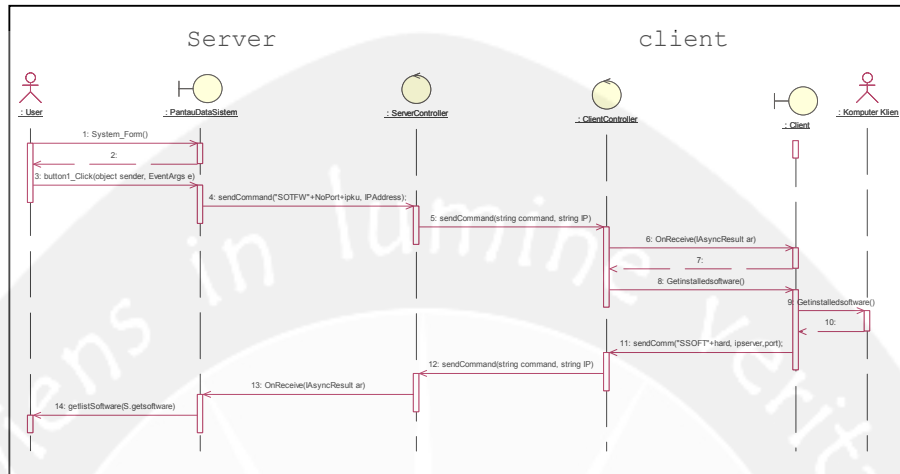 Server
client
: User
: PantauDataSistem
: ServerController
: ClientController
: Client
: Komputer Klien
1: System_Form()
2:
3: button1_Click(object sender, EventArgs e)
4: sendCommand("SOTFW"+NoPort+ipku, IPAddress);
5: sendCommand(string command, string IP)
6: OnReceive(IAsyncResult ar)
7:
8: Getinstalledsoftware()
9: Getinstalledsoftware()
10:
11: sendComm("SSOFT"+hard, ipserver,port);
12: sendCommand(string command, string IP)
13: OnReceive(IAsyncResult ar)
14: getlistSoftware(S.getsoftware)
in lumine